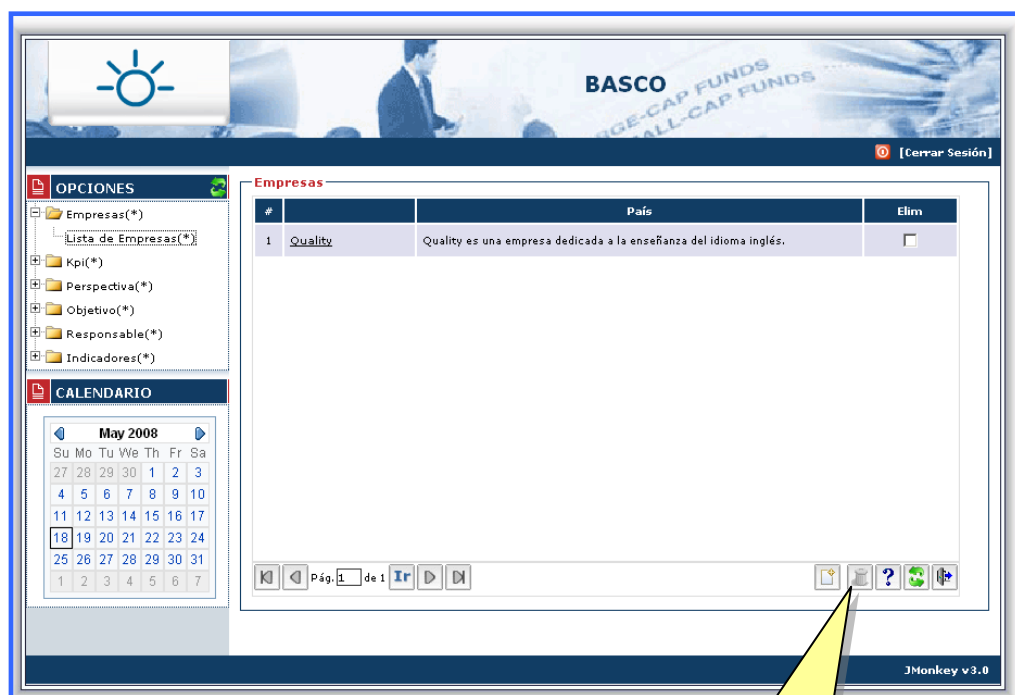 BASCO
RGE-CAP FUNDS
ALL-CAP FUNDS
[Cerrar Sesión]
OPCIONES
Empresas(*)
Lista de Empresas(*)
Kpi(*)
Perspectiva(*)
Objetivo(*)
Responsable(*)
Indicadores(*)
CALENDARIO
May 2008
Su Mo Tu We Th Fr Sa
27 28 29 30 1 2 3
4 5 6 7 8 9 10
11 12 13 14 15 16 17
18 19 20 21 22 23 24
25 26 27 28 29 30 31
1 2 3 4 5 6 7
Empresas
# País Elim
1 Quality Quality es una empresa dedicada a la enseñanza del idioma inglés.
Pág. 1 de 1 Ir ?
JMonkey v3.0